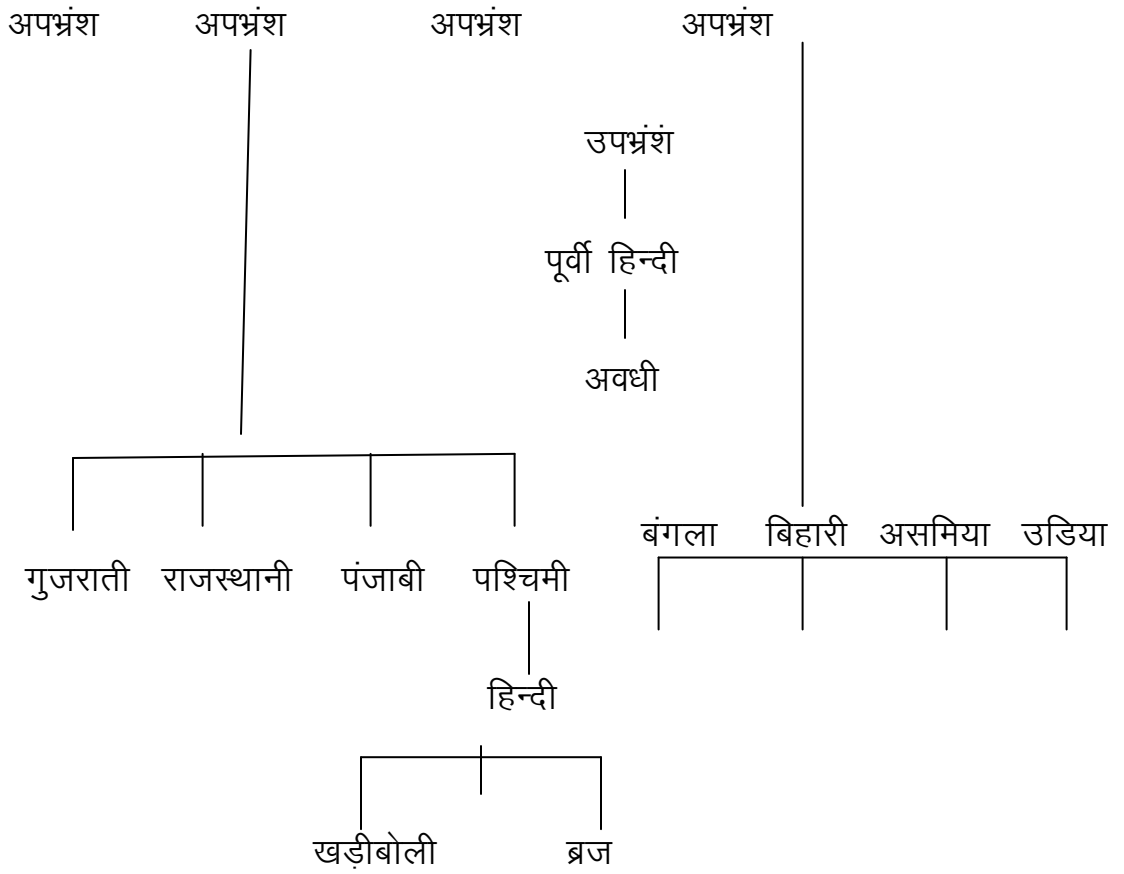 अपभ्रंश अपभ्रंश अपभ्रंश अपभ्रंश
उपभ्रंशं
पूर्वी हिन्दी
अवधी
बंगला बिहारी असमिया उडिया
गुजराती राजस्थानी पंजाबी पश्चिमी
हिन्दी
खड़ीबोली ब्रज